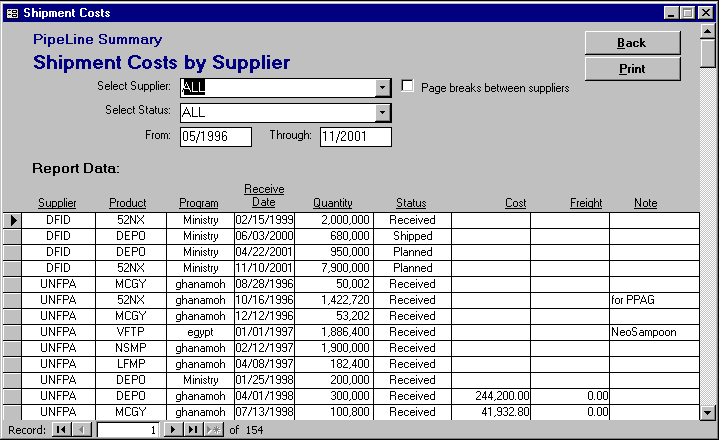 Shipment Costs
PipeLine Summary
Shipment Costs by Supplier
Back
Print
Select Supplier: ALL
Page breaks between suppliers
Select Status: ALL
From: 05/1996 Through: 11/2001
Report Data:
Supplier Product Program Receive Date Quantity Status Cost Freight Note
DFID 52NX Ministry 02/15/1999 2,000,000 Received
DFID DEPO Ministry 06/03/2000 680,000 Shipped
DFID DEPO Ministry 04/22/2001 950,000 Planned
DFID 52NX Ministry 11/10/2001 7,900,000 Planned
UNFPA MCGY ghanamoh 08/28/1996 50,002 Received
UNFPA 52NX ghanamoh 10/16/1996 1,422,720 Received for PPAG
UNFPA MCGY ghanamoh 12/12/1996 53,202 Received
UNFPA VFTP egypt 01/01/1997 1,886,400 Received NeoSampoon
UNFPA NSMP ghanamoh 02/12/1997 1,900,000 Received
UNFPA LFMP ghanamoh 04/08/1997 182,400 Received
UNFPA DEPO Ministry 01/25/1998 200,000 Received
UNFPA DEPO ghanamoh 04/01/1998 300,000 Received 244,200.00 0.00
UNFPA MCGY ghanamoh 07/13/1998 100,800 Received 41,932.80 0.00
Record: 1 of 154